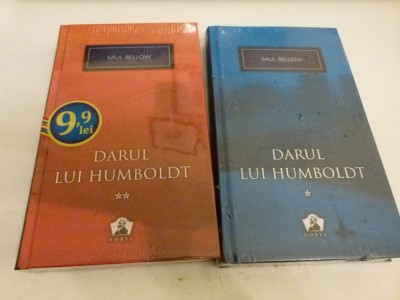 SAUL BELLOW
9,9
lei
DARUL
LUI HUMBOLDT
**
NOBEL
SAUL BELLOW
DARUL
LUI HUMBOLDT
*
NOBEL